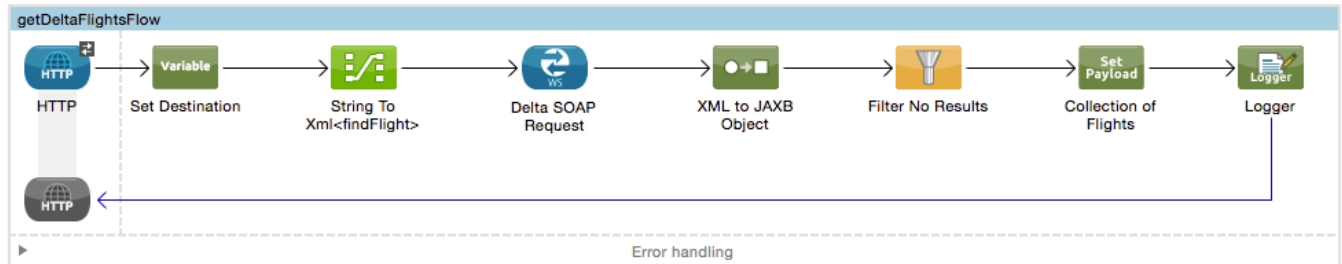 getDeltaFlightsFlow
HTTP
Variable
WS
Set
Payload
Logger
HTTP
Set Destination
String To
Xml<findFlight>
Delta SOAP
Request
XML to JAXB
Object
Filter No Results
Collection of
Flights
Logger
HTTP
Error handling